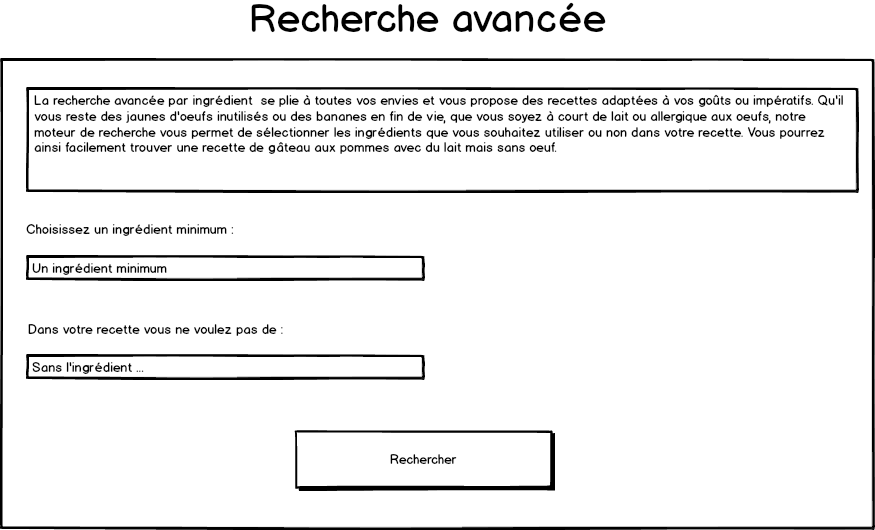 Recherche avancée
La recherche avancée par ingrédient  se plie à toutes vos envies et vous propose des recettes adaptées à vos goûts ou impératifs. Qu'il
vous reste des jaunes d'oeufs inutilisés ou des bananes en fin de vie, que vous soyez à court de lait ou allergique aux oeufs, notre
moteur de recherche vous permet de sélectionner les ingrédients que vous souhaitez utiliser ou non dans votre recette. Vous pourrez
ainsi facilement trouver une recette de gâteau aux pommes avec du lait mais sans oeuf.
Choisissez un ingrédient minimum :
Un ingrédient minimum
Dans votre recette vous ne voulez pas de :
Sans l'ingrédient ...
Rechercher